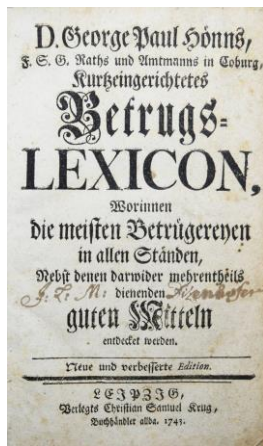 D. George Paul Hönns,
F. S. G. Raths und Amtmanns in Coburg,
Kurtzeingerichtetes
Betrugs-
LEXICON,
Worinnen
die meisten Betrügereyen
in allen Ständen,
Nebst denen darwider mehrentheils
J. L. M: dienenden
guten Mitteln
entdecket werden.
Neue und verbesserte Edition.
LEIPZIG,
Verlegts Christian Samuel Krug,
Buchhändler allda. 1743.